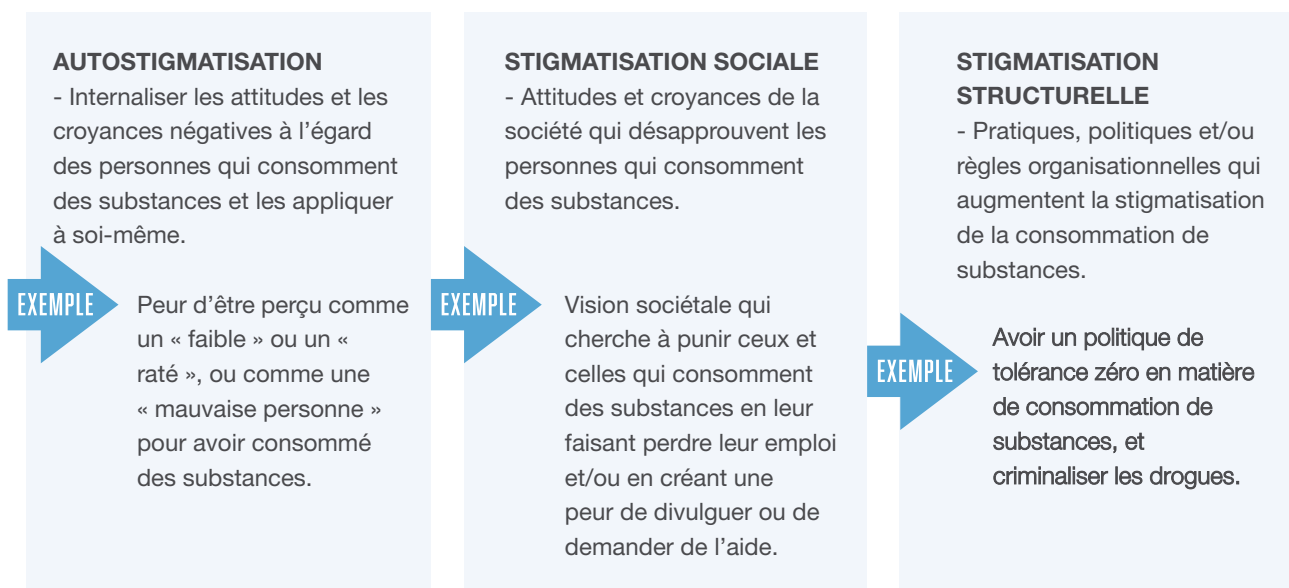 AUTOSTIGMATISATION
- Internaliser les attitudes et les
croyances négatives à l'égard
des personnes qui consomment
des substances et les appliquer
à soi-même.
EXEMPLE
Peur d'être perçu comme
un « faible » ou un «
raté », ou comme une
« mauvaise personne »
pour avoir consommé
des substances.
STIGMATISATION SOCIALE
- Attitudes et croyances de la
société qui désapprouvent les
personnes qui consomment
des substances.
EXEMPLE
Vision sociétale qui
cherche à punir ceux et
celles qui consomment
des substances en leur
faisant perdre leur emploi
et/ou en créant une
peur de divulguer ou de
demander de l'aide.
STIGMATISATION
STRUCTURELLE
- Pratiques, politiques et/ou
règles organisationnelles qui
augmentent la stigmatisation
de la consommation de
substances.
EXEMPLE
Avoir un politique de
tolérance zéro en matière
de consommation de
substances, et
criminaliser les drogues.